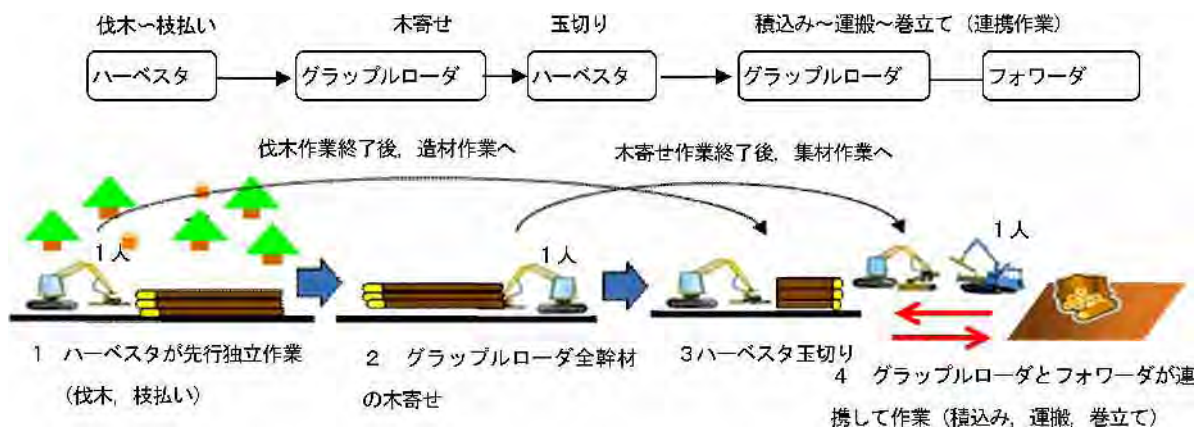 伐木～枝払い 木寄せ 玉切り 積込み～運搬～巻立て（連携作業）
ハーベスタ グラップルローダ ハーベスタ グラップルローダ フォワーダ
伐木作業終了後，造材作業へ 木寄せ作業終了後，集材作業へ
1人 1人 1人
1 ハーベスタが先行独立作業
（伐木，枝払い）
2 グラップルローダ全幹材
の木寄せ
3ハーベスタ玉切り
4 グラップルローダとフォワーダが連
携して作業（積込み，運搬，巻立て）